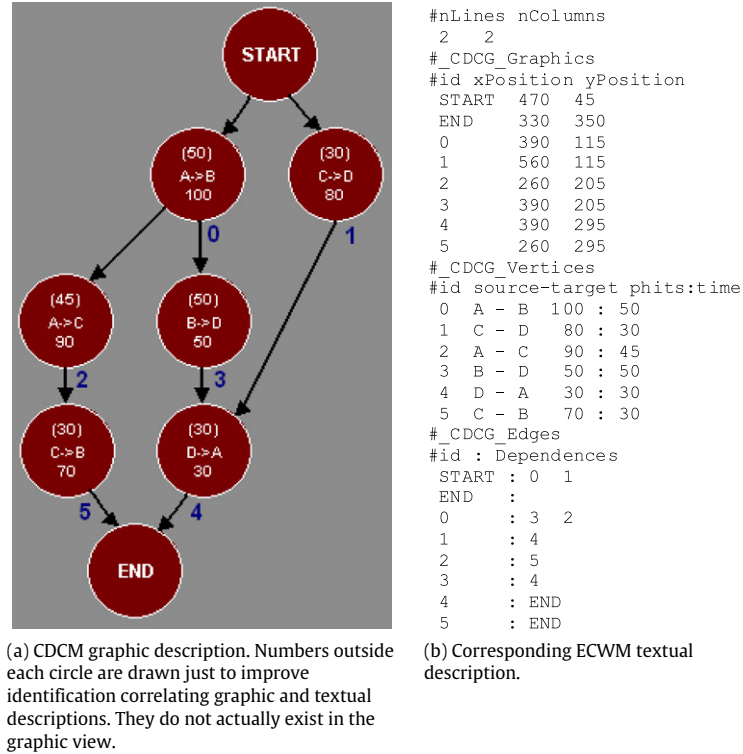 START
(50)
A->B
100
0
(30)
C->D
80
1
(45)
A->C
90
2
(50)
B->D
50
3
(30)
C->B
70
5
(30)
D->A
30
4
END
(a) CDCM graphic description. Numbers outside
each circle are drawn just to improve
identification correlating graphic and textual
descriptions. They do not actually exist in the
graphic view.
#nLines nColumns
2 2
#_CDCG_Graphics
#id xPosition yPosition
START 470 45
END 330 350
0 390 115
1 560 115
2 260 205
3 390 205
4 390 295
5 260 295
#_CDCG_Vertices
#id source-target phits:time
0 A - B 100 : 50
1 C - D 80 : 30
2 A - C 90 : 45
3 B - D 50 : 50
4 D - A 30 : 30
5 C - B 70 : 30
#_CDCG_Edges
#id : Dependences
START : 0 1
END :
0 : 3 2
1 : 4
2 : 5
3 : 4
4 : END
5 : END
(b) Corresponding ECWM textual
description.